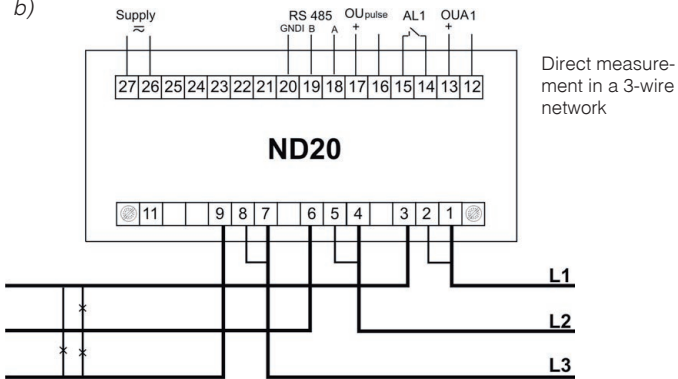 b)
Supply RS 485 OUpulse AL1 OUA1
≂ GNDI B A + +
27 26 25 24 23 22 21 20 19 18 17 16 15 14 13 12
Direct measure-
ment in a 3-wire
network
ND20
11 9 8 7 6 5 4 3 2 1
L1
L2
L3